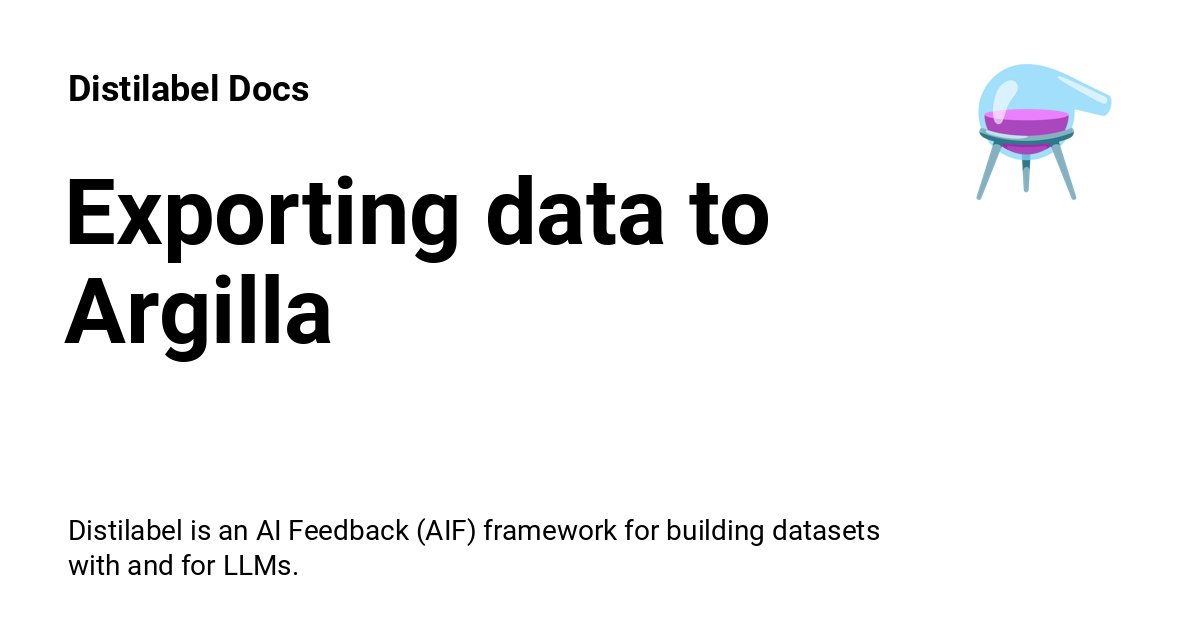 Distilabel Docs
Exporting data to
Argilla
Distilabel is an AI Feedback (AIF) framework for building datasets
with and for LLMs.